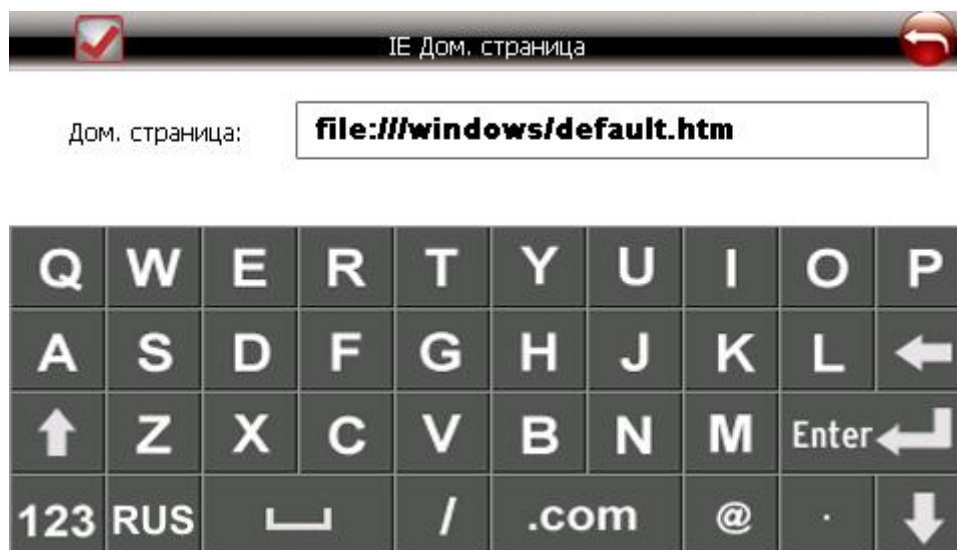 IE Дом. страница
Дом. страница: file:///windows/default.htm
Q W E R T Y U I O P
A S D F G H J K L
Z X C V B N M Enter
123 RUS / .com @ .